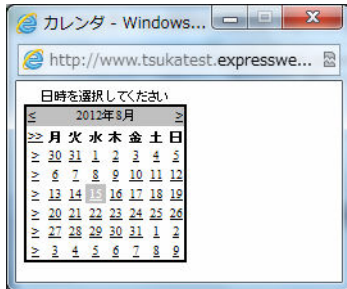 カレンダ - Windows...
http://www.tsukatest.expresswe...
日時を選択してください
≤ 2012年8月 ≥
>> 月 火 水 木 金 土 日
≥ 30 31 1 2 3 4 5
≥ 6 7 8 9 10 11 12
≥ 13 14 15 16 17 18 19
≥ 20 21 22 23 24 25 26
≥ 27 28 29 30 31 1 2
≥ 3 4 5 6 7 8 9